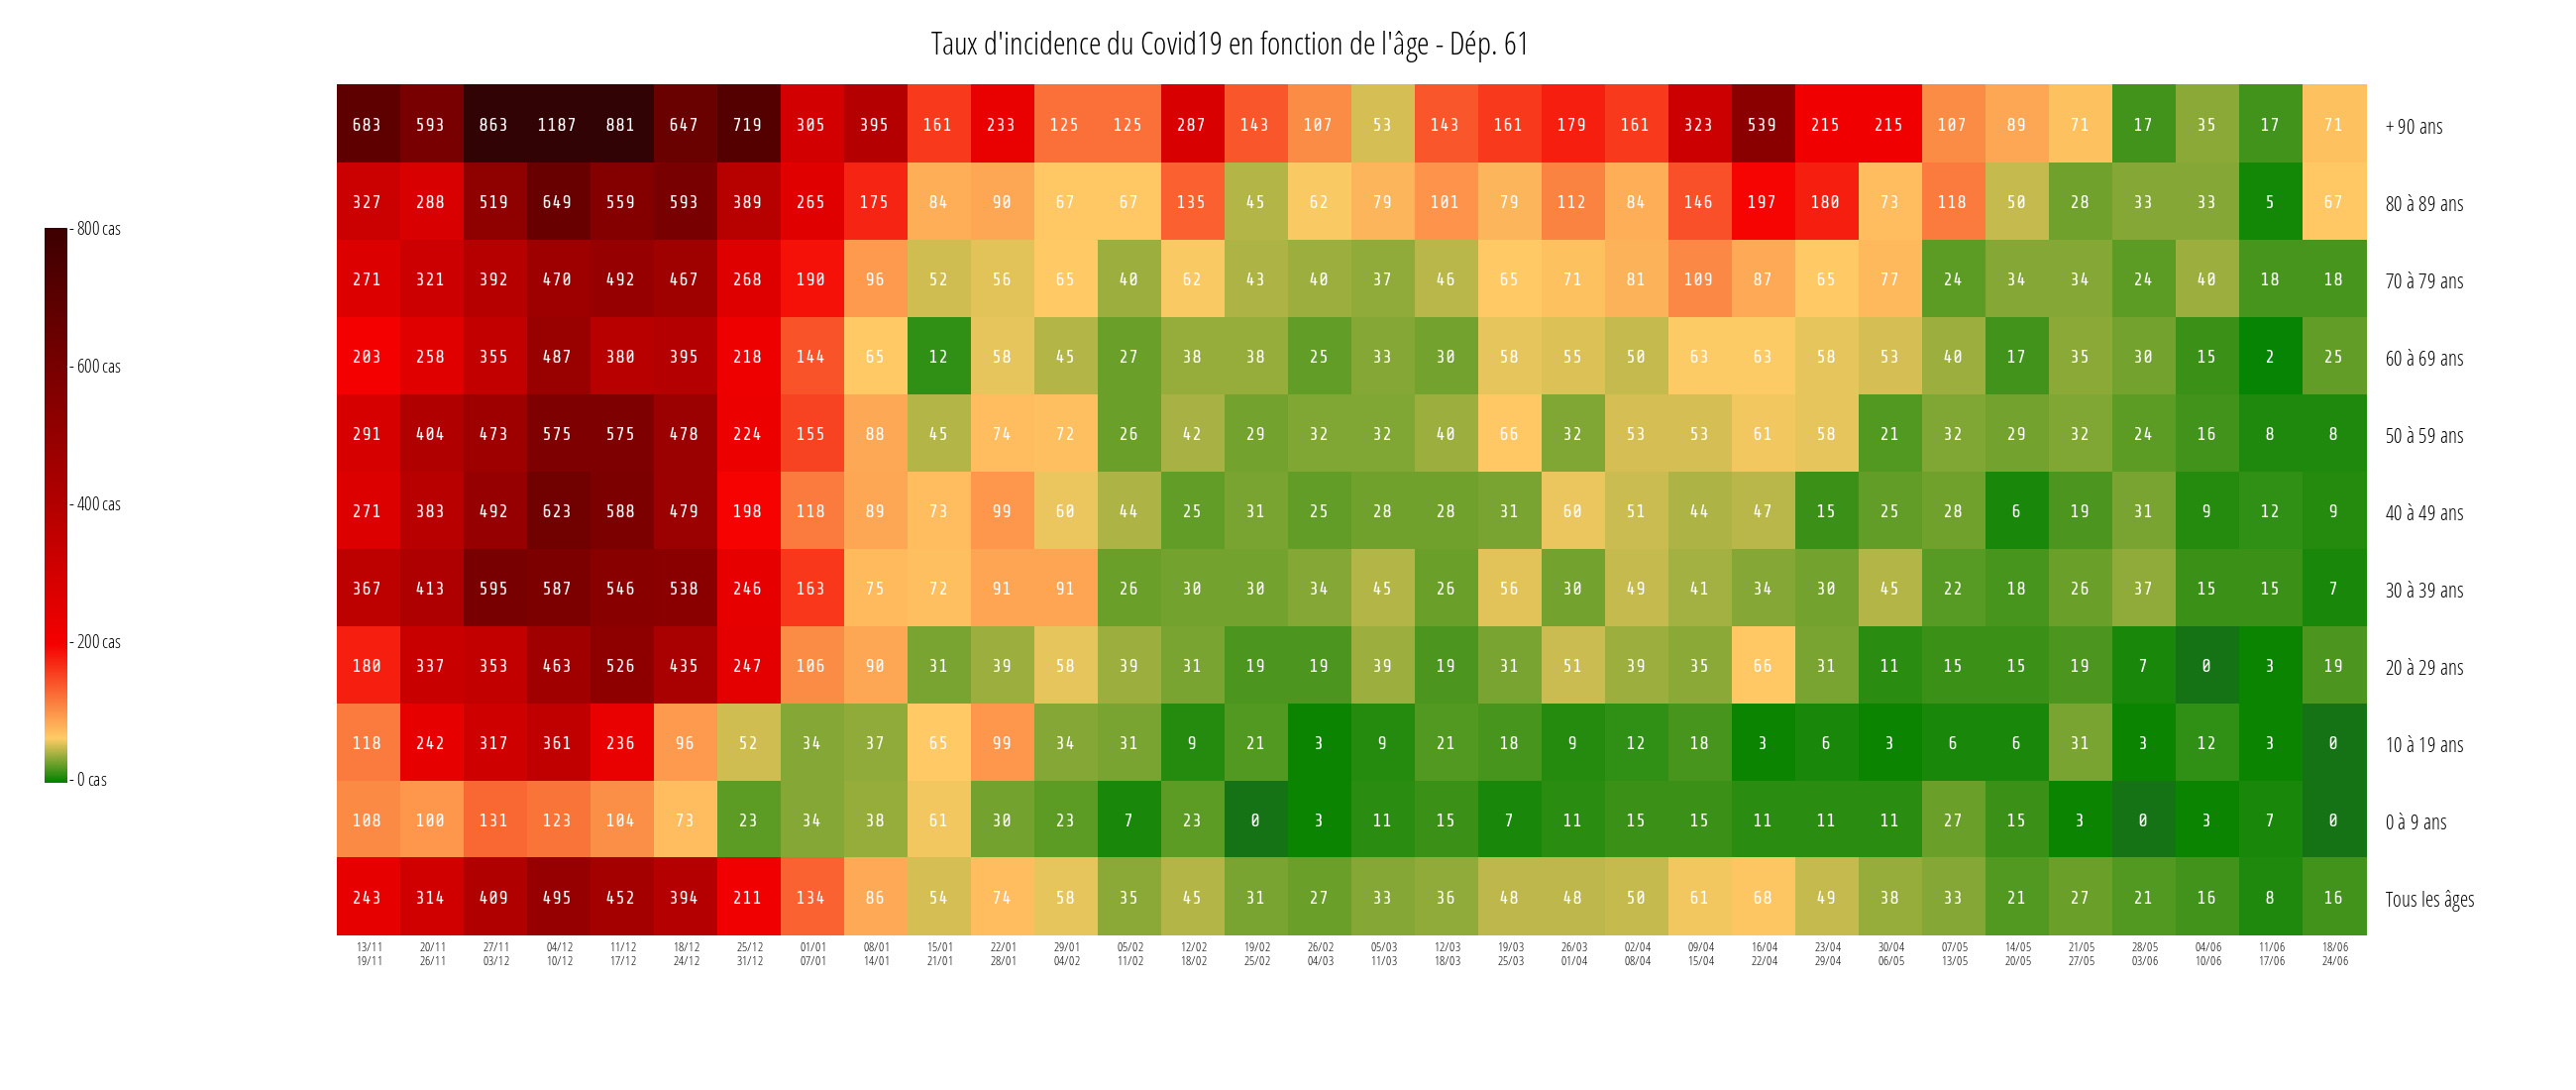 Taux d'incidence du Covid19 en fonction de l'âge - Dép. 61
- 800 cas
- 600 cas
- 400 cas
- 200 cas
- 0 cas
683 593 863 1187 881 647 719 305 395 161 233 125 125 287 143 107 53 143 161 179 161 323 539 215 215 107 89 71 17 35 17 71 + 90 ans
327 288 519 649 559 593 389 265 175 84 90 67 67 135 45 62 79 101 79 112 84 146 197 180 73 118 50 28 33 33 5 67 80 à 89 ans
271 321 392 470 492 467 268 190 96 52 56 65 40 62 43 40 37 46 65 71 81 109 87 65 77 24 34 34 24 40 18 18 70 à 79 ans
203 258 355 487 380 395 218 144 65 12 58 45 27 38 38 25 33 30 58 55 50 63 63 58 53 40 17 35 30 15 2 25 60 à 69 ans
291 404 473 575 575 478 224 155 88 45 74 72 26 42 29 32 32 40 66 32 53 53 61 58 21 32 29 32 24 16 8 8 50 à 59 ans
271 383 492 623 588 479 198 118 89 73 99 60 44 25 31 25 28 28 31 60 51 44 47 15 25 28 6 19 31 9 12 9 40 à 49 ans
367 413 595 587 546 538 246 163 75 72 91 91 26 30 30 34 45 26 56 30 49 41 34 30 45 22 18 26 37 15 15 7 30 à 39 ans
180 337 353 463 526 435 247 106 90 31 39 58 39 31 19 19 39 19 31 51 39 35 66 31 11 15 15 19 7 0 3 19 20 à 29 ans
118 242 317 361 236 96 52 34 37 65 99 34 31 9 21 3 9 21 18 9 12 18 3 6 3 6 6 31 3 12 3 0 10 à 19 ans
108 100 131 123 104 73 23 34 38 61 30 23 7 23 0 3 11 15 7 11 15 15 11 11 11 27 15 3 0 3 7 0 0 à 9 ans
243 314 409 495 452 394 211 134 86 54 74 58 35 45 31 27 33 36 48 48 50 61 68 49 38 33 21 27 21 16 8 16 Tous les âges
13/11 20/11 27/11 04/12 11/12 18/12 25/12 01/01 08/01 15/01 22/01 29/01 05/02 12/02 19/02 26/02 05/03 12/03 19/03 26/03 02/04 09/04 16/04 23/04 30/04 07/05 14/05 21/05 28/05 04/06 11/06 18/06
19/11 26/11 03/12 10/12 17/12 24/12 31/12 07/01 14/01 21/01 28/01 04/02 11/02 18/02 25/02 04/03 11/03 18/03 25/03 01/04 08/04 15/04 22/04 29/04 06/05 13/05 20/05 27/05 03/06 10/06 17/06 24/06